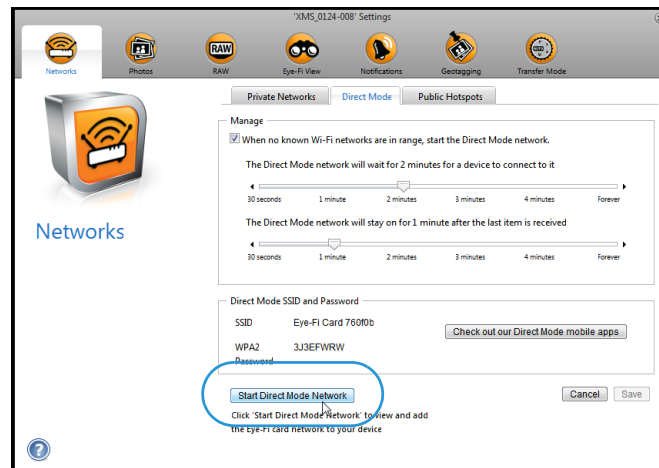 'XMS_0124-008' Settings
Networks
Photos
RAW
RAW
Eye-Fi View
Notifications
Geotagging
Transfer Mode
Private Networks
Direct Mode
Public Hotspots
Networks
Manage
When no known Wi-Fi networks are in range, start the Direct Mode network.
The Direct Mode network will wait for 2 minutes for a device to connect to it
30 seconds 1 minute 2 minutes 3 minutes 4 minutes Forever
The Direct Mode network will stay on for 1 minute after the last item is received
30 seconds 1 minute 2 minutes 3 minutes 4 minutes Forever
Direct Mode SSID and Password
SSID Eye-Fi Card 760f0b
Check out our Direct Mode mobile apps
WPA2 3J3EFWRW
Password
Start Direct Mode Network
Cancel Save
Click 'Start Direct Mode Network' to view and add
the Eye-Fi card network to your device
?